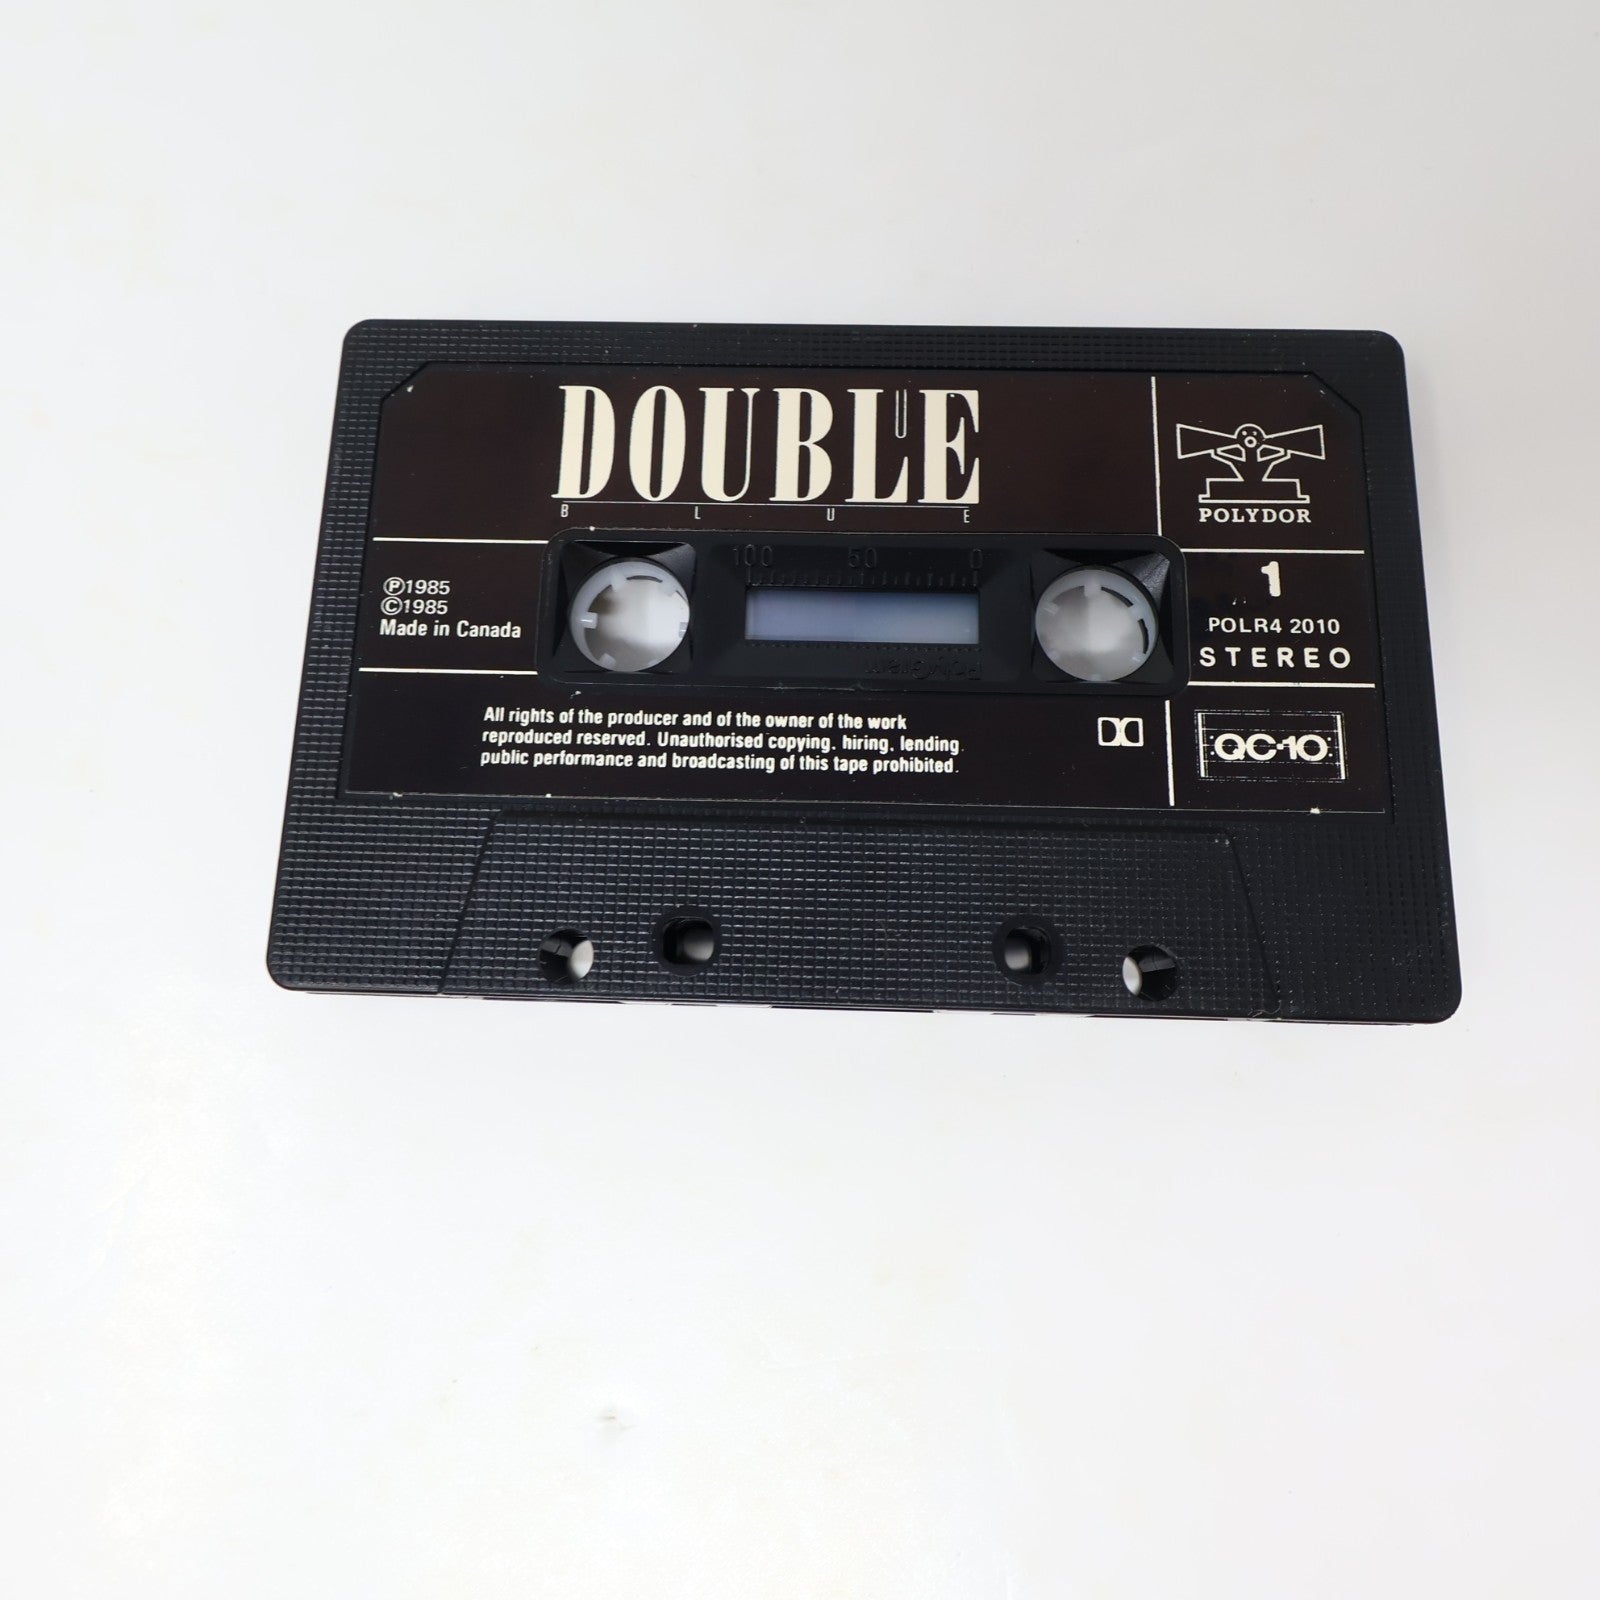 DOUBLE
BLUE
POLYDOR
100 50 0
Ⓟ1985
©1985
Made in Canada
1
POLR4 2010
STEREO
PolyGram
All rights of the producer and of the owner of the work
reproduced reserved. Unauthorised copying, hiring, lending,
public performance and broadcasting of this tape prohibited.
QC-10